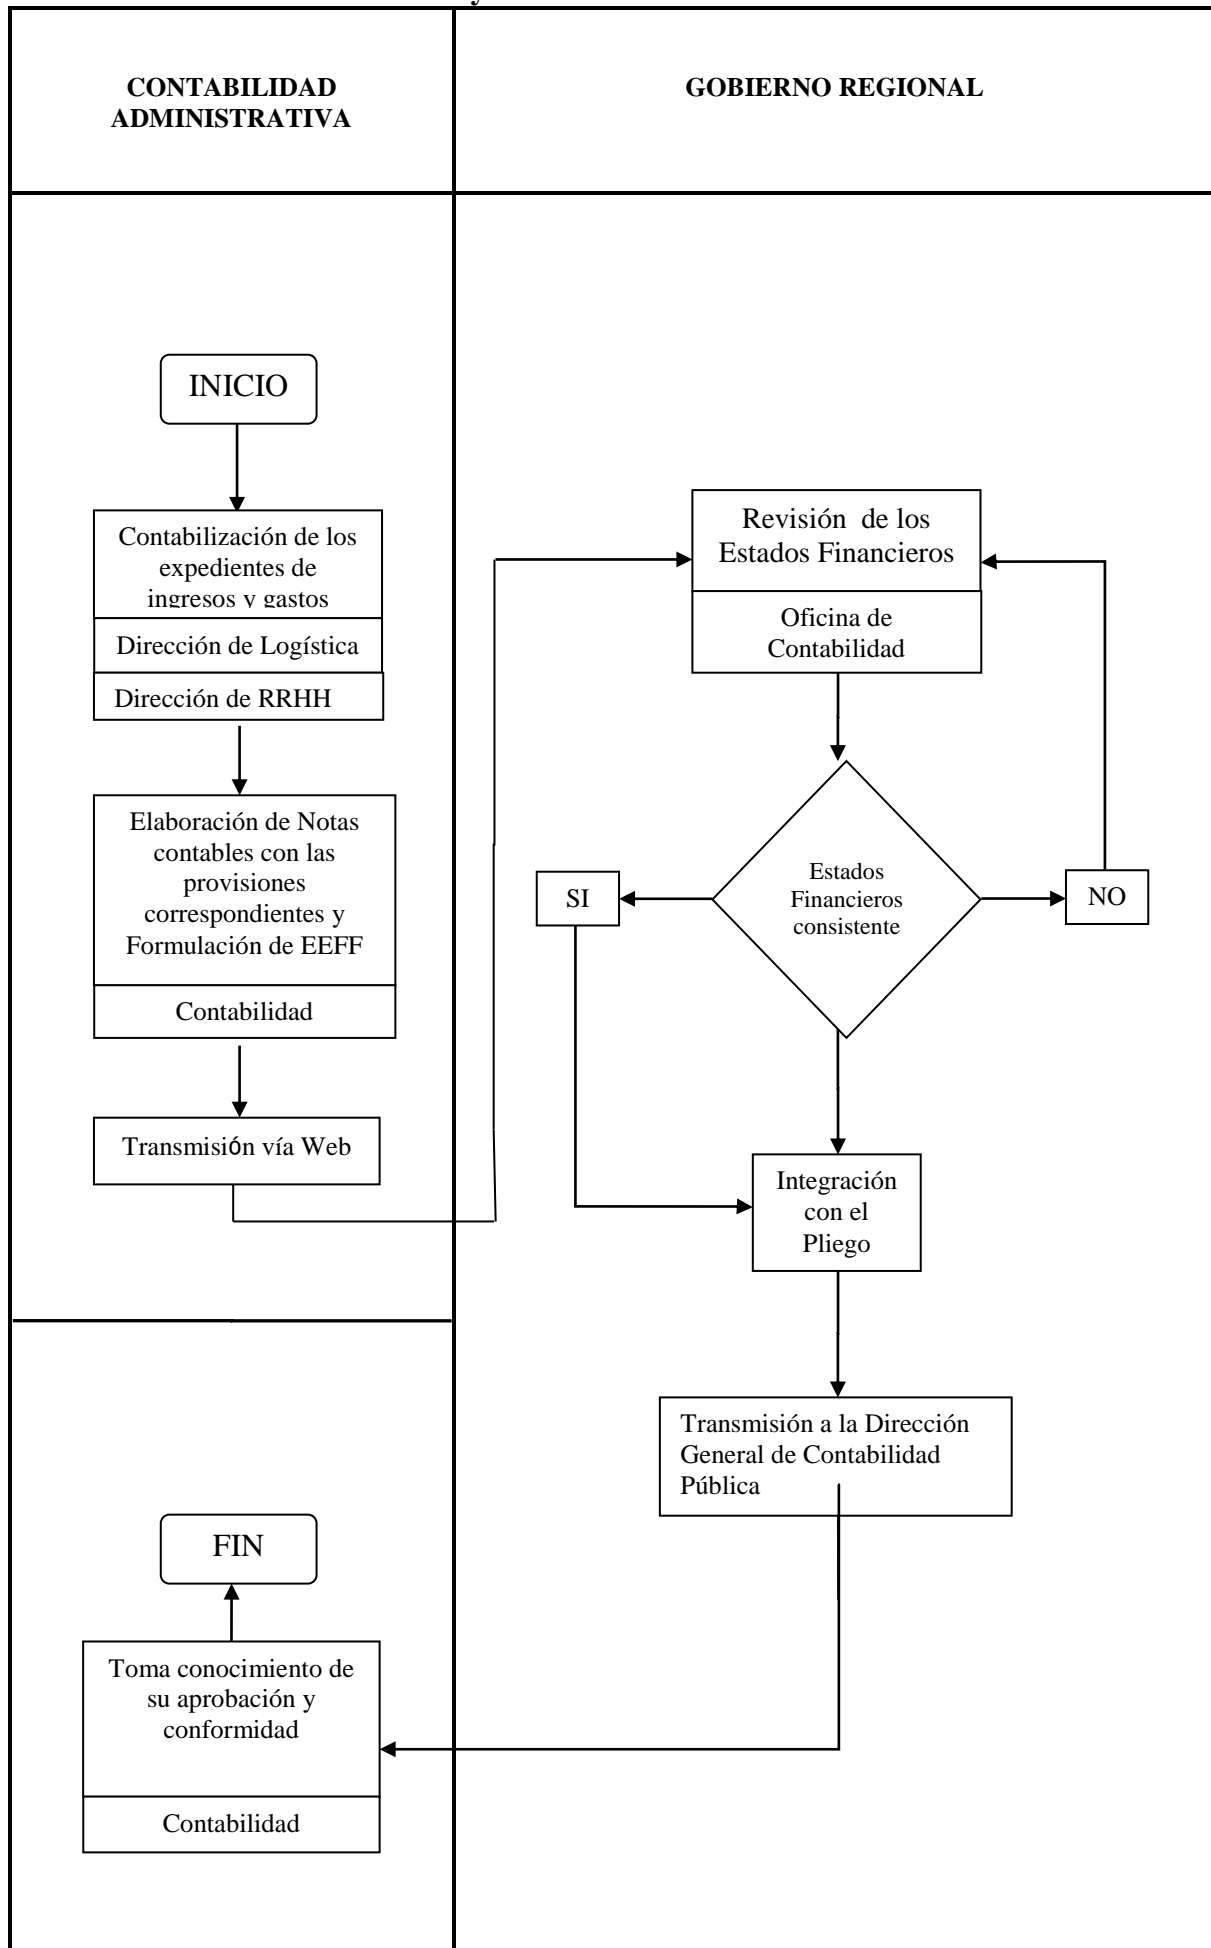 CONTABILIDAD
ADMINISTRATIVA
GOBIERNO REGIONAL
INICIO
Contabilización de los
expedientes de
ingresos y gastos
Dirección de Logística
Dirección de RRHH
Elaboración de Notas
contables con las
provisiones
correspondientes y
Formulación de EEFF
Contabilidad
Transmisión vía Web
Revisión de los
Estados Financieros
Oficina de
Contabilidad
Estados
Financieros
consistente
SI
NO
Integración
con el
Pliego
Transmisión a la Dirección
General de Contabilidad
Pública
FIN
Toma conocimiento de
su aprobación y
conformidad
Contabilidad